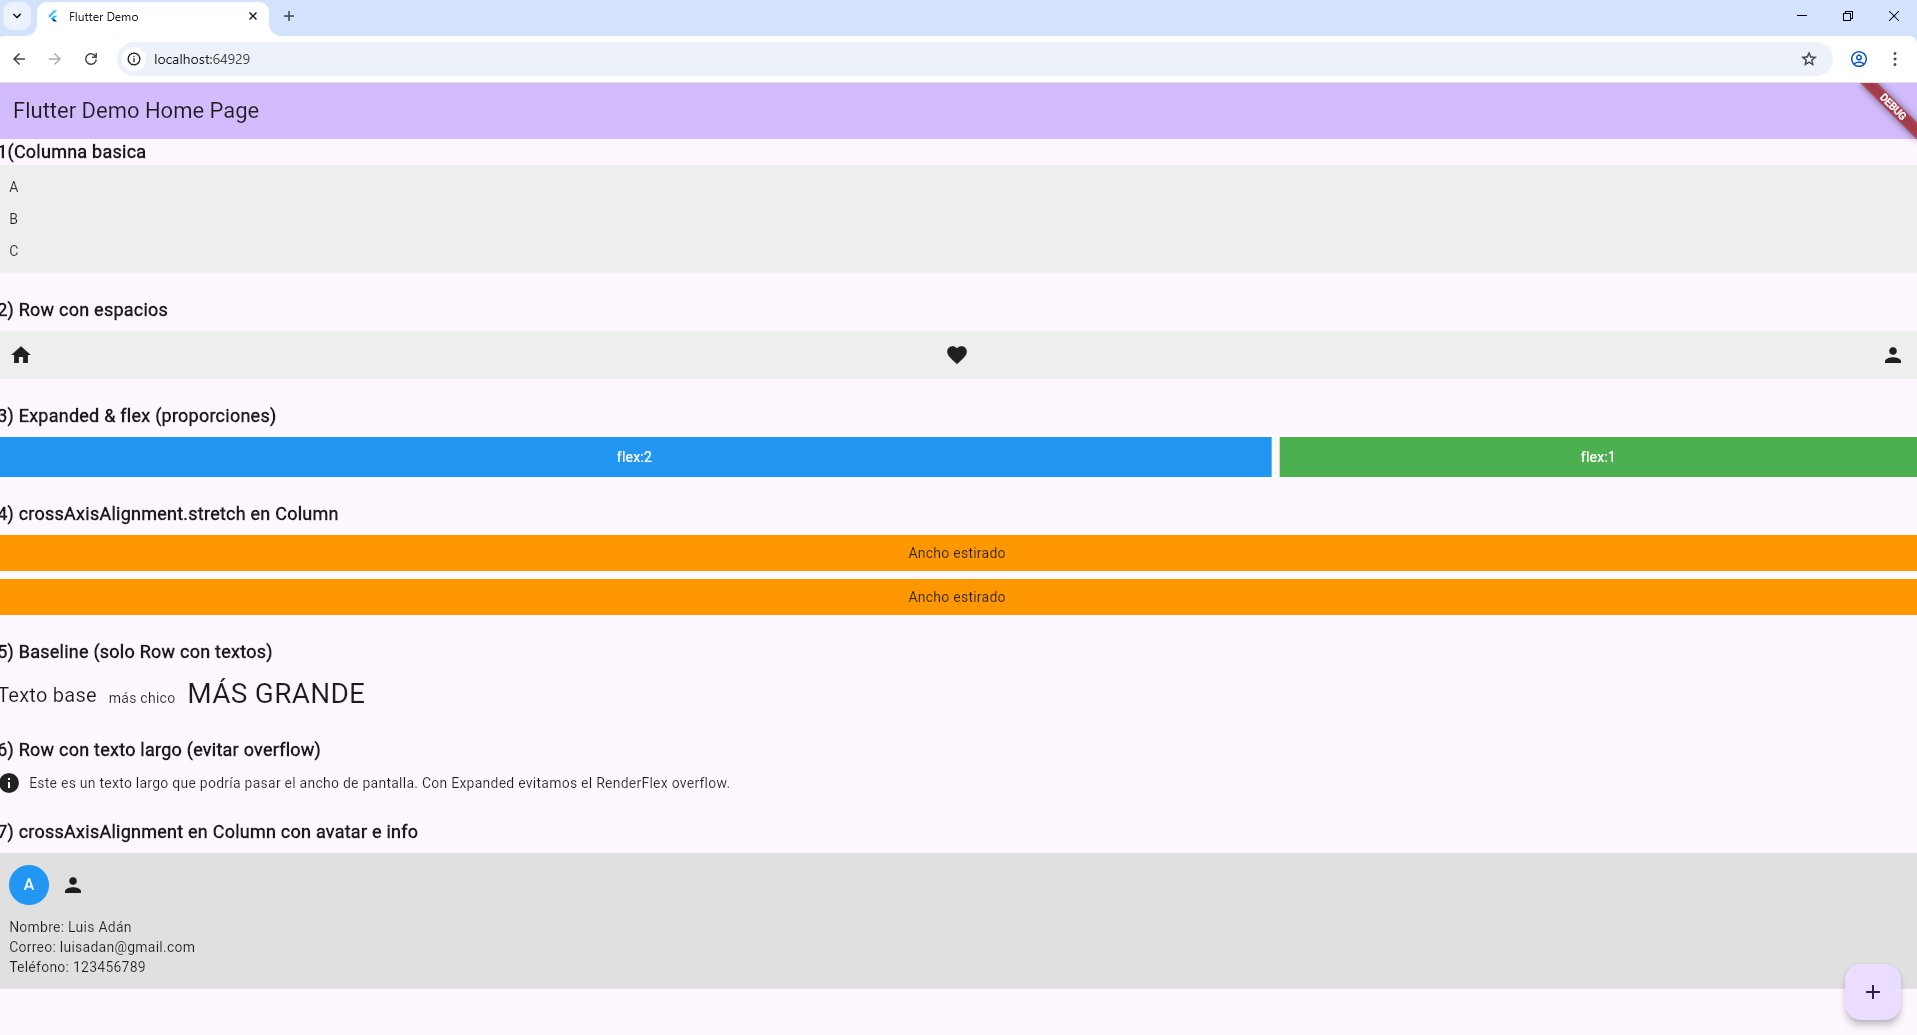 Flutter Demo
localhost:64929
Flutter Demo Home Page
DEBUG
1(Columna basica
A
B
C
2) Row con espacios
3) Expanded & flex (proporciones)
flex:2 flex:1
4) crossAxisAlignment.stretch en Column
Ancho estirado
Ancho estirado
5) Baseline (solo Row con textos)
Texto base más chico MÁS GRANDE
6) Row con texto largo (evitar overflow)
Este es un texto largo que podría pasar el ancho de pantalla. Con Expanded evitamos el RenderFlex overflow.
7) crossAxisAlignment en Column con avatar e info
A
Nombre: Luis Adán
Correo: luisadan@gmail.com
Teléfono: 123456789